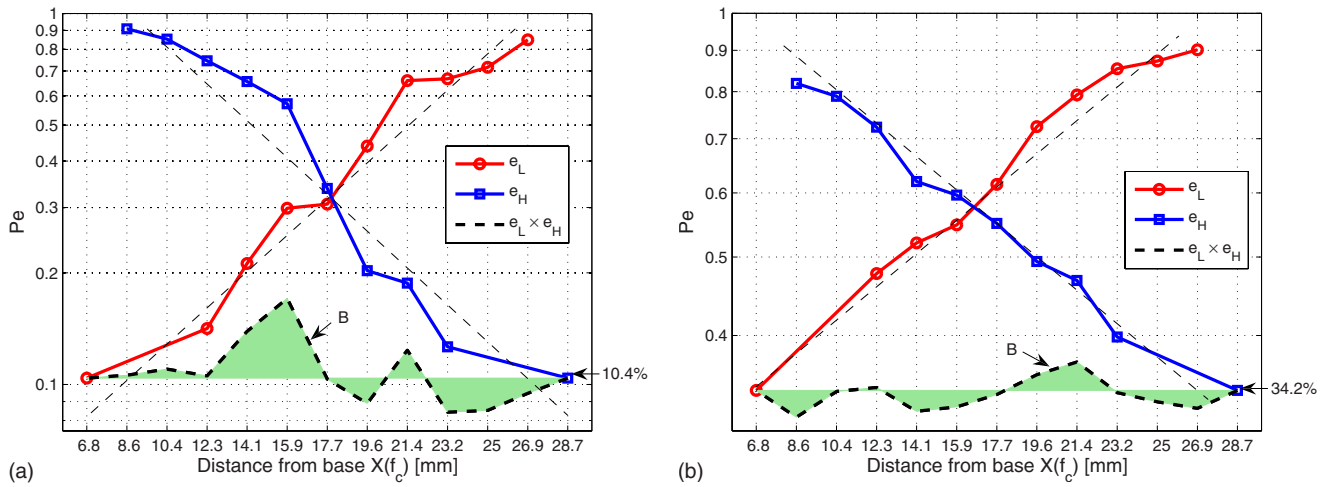 1
0.9
0.8
0.7
0.6
0.5
0.4
0.3
0.2
0.1
Pe
e_L
e_H
e_L × e_H
B
10.4%
6.8 8.6 10.4 12.3 14.1 15.9 17.7 19.6 21.4 23.2 25 26.9 28.7
Distance from base X(f_c) [mm]
(a)
1
0.9
0.8
0.7
0.6
0.5
0.4
Pe
e_L
e_H
e_L × e_H
B
34.2%
6.8 8.6 10.4 12.3 14.1 15.9 17.7 19.6 21.4 23.2 25 26.9 28.7
Distance from base X(f_c) [mm]
(b)